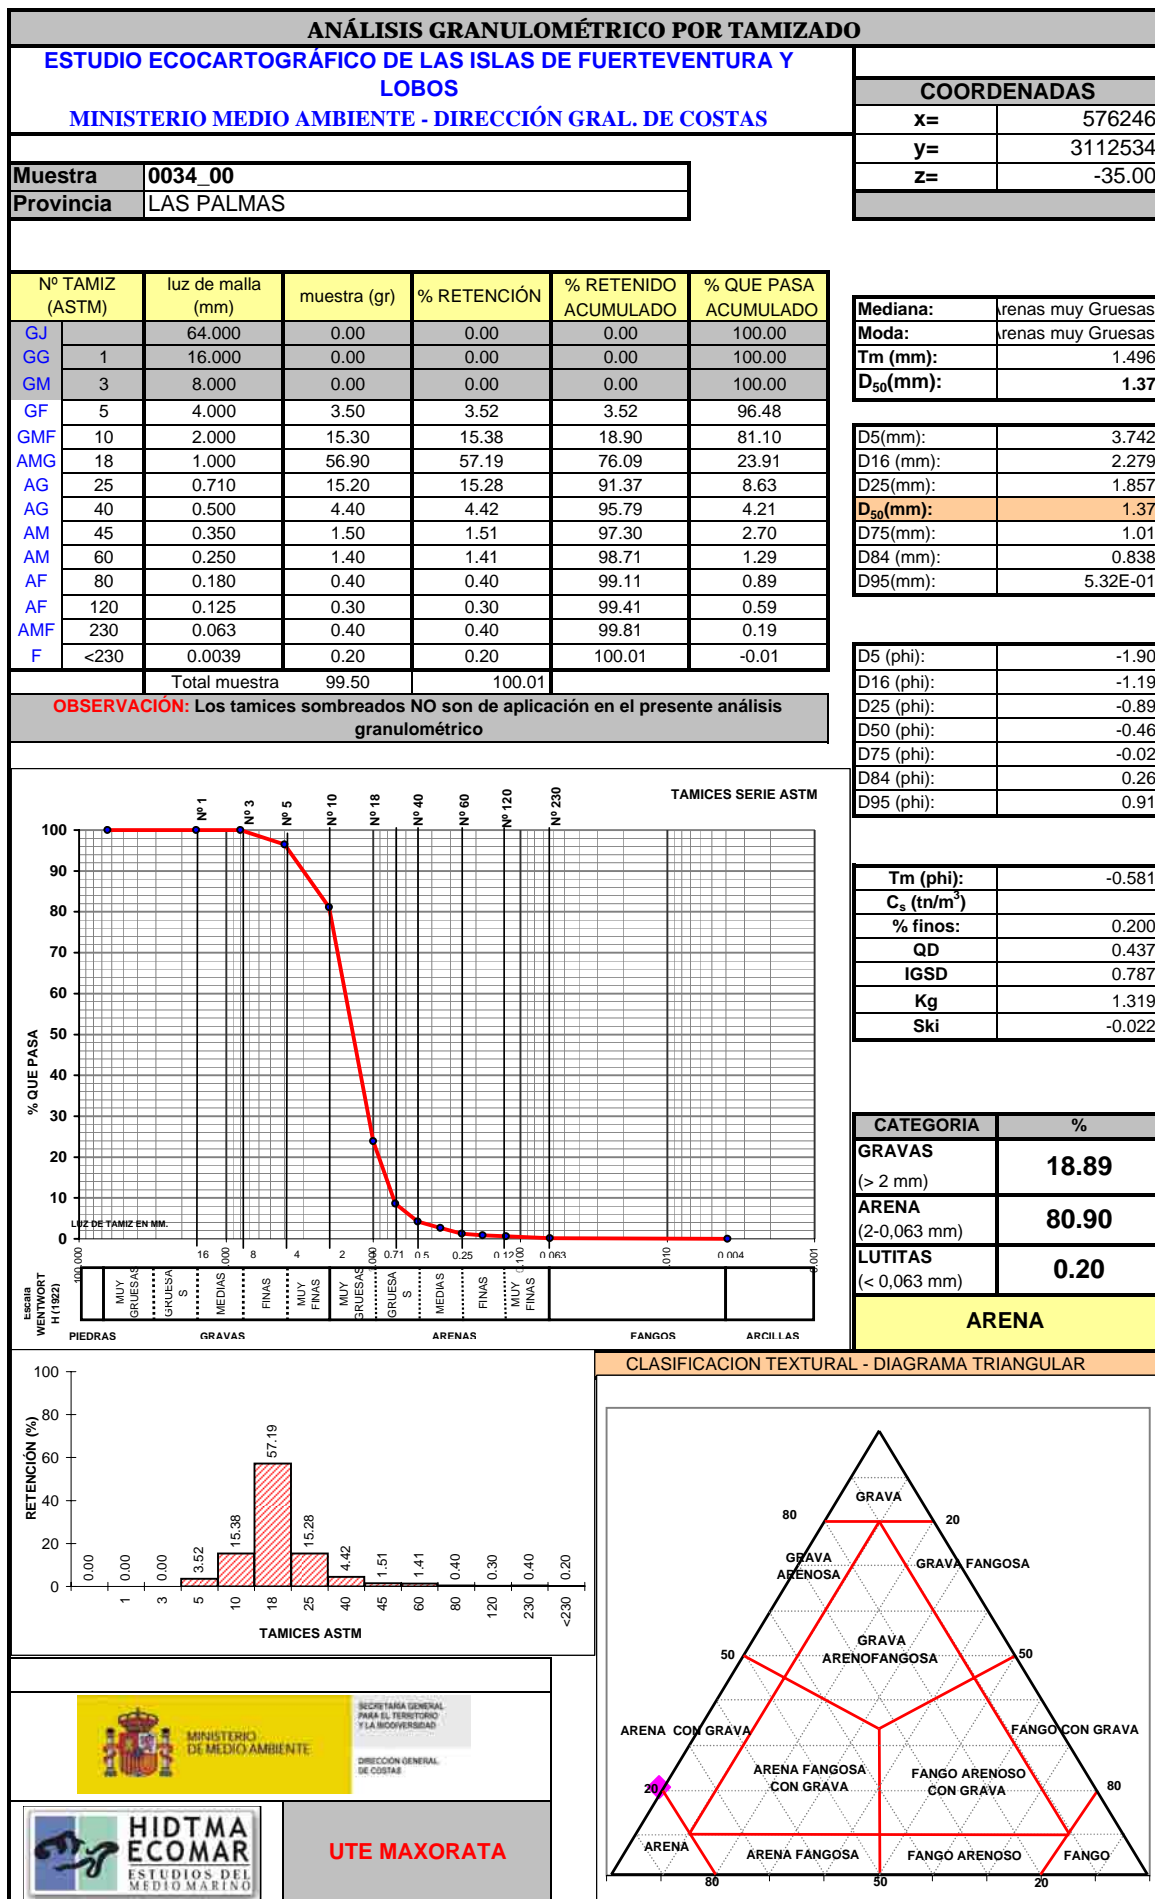 ANÁLISIS GRANULOMÉTRICO POR TAMIZADO
ESTUDIO ECOCARTOGRÁFICO DE LAS ISLAS DE FUERTEVENTURA Y
LOBOS
MINISTERIO MEDIO AMBIENTE - DIRECCIÓN GRAL. DE COSTAS
COORDENADAS
x= 576246
y= 3112534
z= -35.00
Muestra 0034_00
Provincia LAS PALMAS
Nº TAMIZ (ASTM) luz de malla (mm) muestra (gr) % RETENCIÓN % RETENIDO ACUMULADO % QUE PASA ACUMULADO
GJ 64.000 0.00 0.00 0.00 100.00
GG 1 16.000 0.00 0.00 0.00 100.00
GM 3 8.000 0.00 0.00 0.00 100.00
GF 5 4.000 3.50 3.52 3.52 96.48
GMF 10 2.000 15.30 15.38 18.90 81.10
AMG 18 1.000 56.90 57.19 76.09 23.91
AG 25 0.710 15.20 15.28 91.37 8.63
AG 40 0.500 4.40 4.42 95.79 4.21
AM 45 0.350 1.50 1.51 97.30 2.70
AM 60 0.250 1.40 1.41 98.71 1.29
AF 80 0.180 0.40 0.40 99.11 0.89
AF 120 0.125 0.30 0.30 99.41 0.59
AMF 230 0.063 0.40 0.40 99.81 0.19
F <230 0.0039 0.20 0.20 100.01 -0.01
Total muestra 99.50 100.01
OBSERVACIÓN: Los tamices sombreados NO son de aplicación en el presente análisis
granulométrico
Mediana: Arenas muy Gruesas
Moda: Arenas muy Gruesas
Tm (mm): 1.496
D50(mm): 1.37
D5(mm): 3.742
D16 (mm): 2.279
D25(mm): 1.857
D50(mm): 1.37
D75(mm): 1.01
D84 (mm): 0.838
D95(mm): 5.32E-01
D5 (phi): -1.90
D16 (phi): -1.19
D25 (phi): -0.89
D50 (phi): -0.46
D75 (phi): -0.02
D84 (phi): 0.26
D95 (phi): 0.91
Tm (phi): -0.581
Cs (tn/m3)
% finos: 0.200
QD 0.437
IGSD 0.787
Kg 1.319
Ski -0.022
CATEGORIA %
GRAVAS
(> 2 mm) 18.89
ARENA
(2-0,063 mm) 80.90
LUTITAS
(< 0,063 mm) 0.20
ARENA
TAMICES SERIE ASTM
Nº 1 Nº 3 Nº 5 Nº 10 Nº 18 Nº 40 Nº 60 Nº 120 Nº 230
% QUE PASA
100
90
80
70
60
50
40
30
20
10
0
LUZ DE TAMIZ EN MM.
16 8 4 2 0.71 0.5 0.25 0.12 0.063 0.004
100.000 0.100 0.001
Escala
WENTWORT
H (1922)
MUY GRUESAS GRUESA S MEDIAS FINAS MUY FINAS MUY GRUESAS GRUESA S MEDIAS FINAS MUY FINAS
PIEDRAS GRAVAS ARENAS FANGOS ARCILLAS
RETENCIÓN (%)
100
80
60
40
20
0
0.00 0.00 0.00 3.52 15.38 57.19 15.28 4.42 1.51 1.41 0.40 0.30 0.40 0.20
1 3 5 10 18 25 40 45 60 80 120 230 <230
TAMICES ASTM
CLASIFICACION TEXTURAL - DIAGRAMA TRIANGULAR
GRAVA
80 20
GRAVA
ARENOSA
GRAVA FANGOSA
GRAVA
ARENOFANGOSA
50 50
ARENA CON GRAVA
FANGO CON GRAVA
ARENA FANGOSA
CON GRAVA
FANGO ARENOSO
CON GRAVA
20 80
ARENA ARENA FANGOSA FANGO ARENOSO FANGO
80 50 20
MINISTERIO
DE MEDIO AMBIENTE
SECRETARÍA GENERAL
PARA EL TERRITORIO
Y LA BIODIVERSIDAD
DIRECCIÓN GENERAL
DE COSTAS
HIDTMA
ECOMAR
ESTUDIOS DEL
MEDIO MARINO
UTE MAXORATA